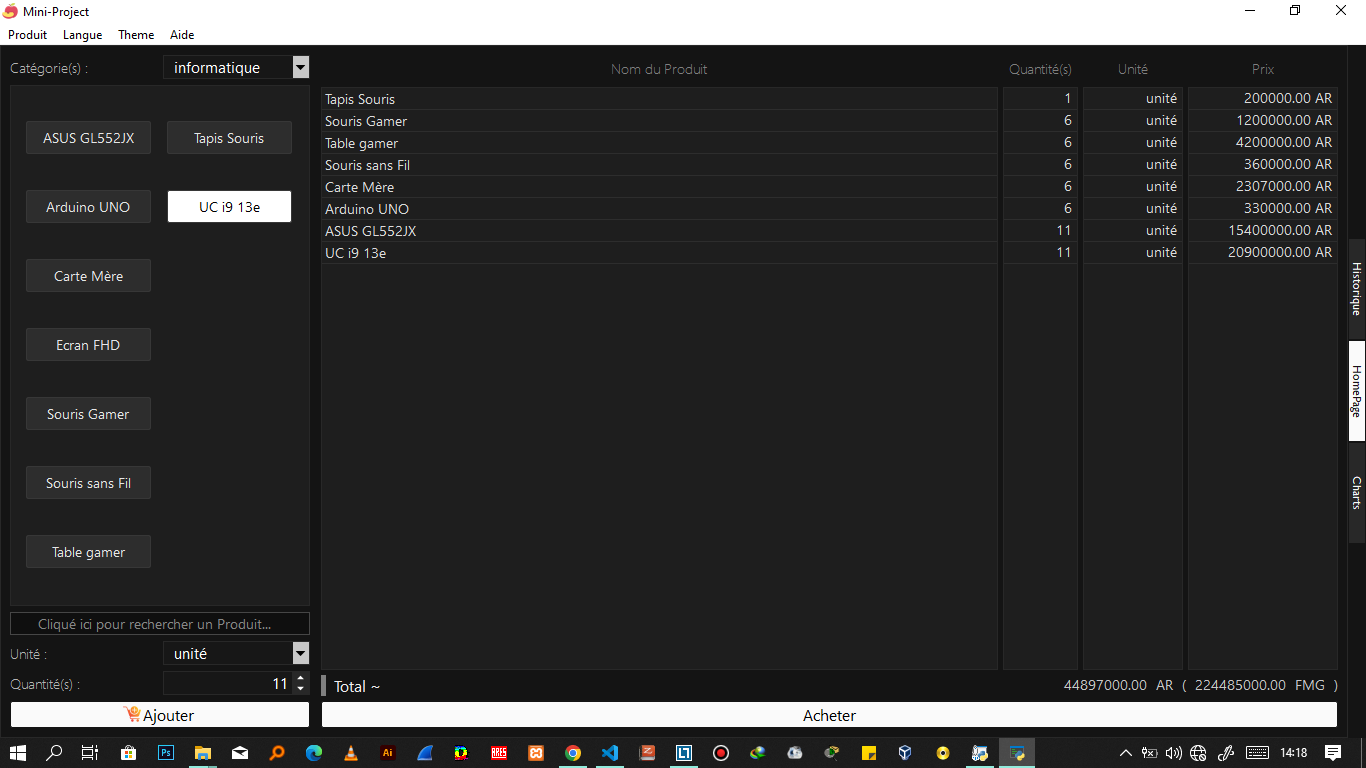 Mini-Project
Produit Langue Theme Aide
Catégorie(s) : informatique
Nom du Produit Quantité(s) Unité Prix
ASUS GL552JX Tapis Souris
Arduino UNO UC i9 13e
Carte Mère
Ecran FHD
Souris Gamer
Souris sans Fil
Table gamer
Tapis Souris 1 unité 200000.00 AR
Souris Gamer 6 unité 1200000.00 AR
Table gamer 6 unité 4200000.00 AR
Souris sans Fil 6 unité 360000.00 AR
Carte Mère 6 unité 2307000.00 AR
Arduino UNO 6 unité 330000.00 AR
ASUS GL552JX 11 unité 15400000.00 AR
UC i9 13e 11 unité 20900000.00 AR
Historique
HomePage
Charts
Cliqué ici pour rechercher un Produit...
Unité : unité
Quantité(s) : 11
Total ~ 44897000.00 AR ( 224485000.00 FMG )
Ajouter
Acheter
Ps Ai RRES 14:18